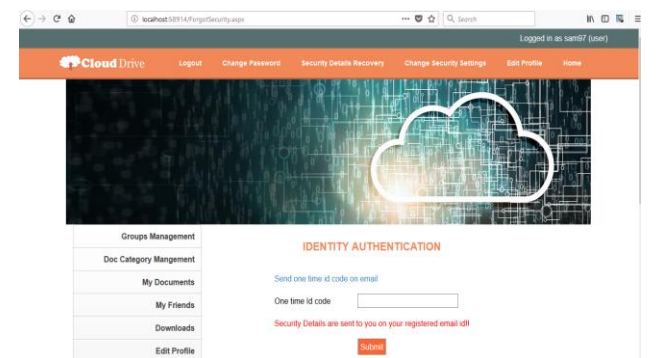 localhost:58914/ForgotSecurity.aspx
Search
Logged in as sam97 (user)
Cloud Drive
Logout
Change Password
Security Details Recovery
Change Security Settings
Edit Profile
Home
Groups Management
Doc Category Mangement
My Documents
My Friends
Downloads
Edit Profile
IDENTITY AUTHENTICATION
Send one time id code on email
One time Id code
Security Details are sent to you on your registered email id!!
Submit